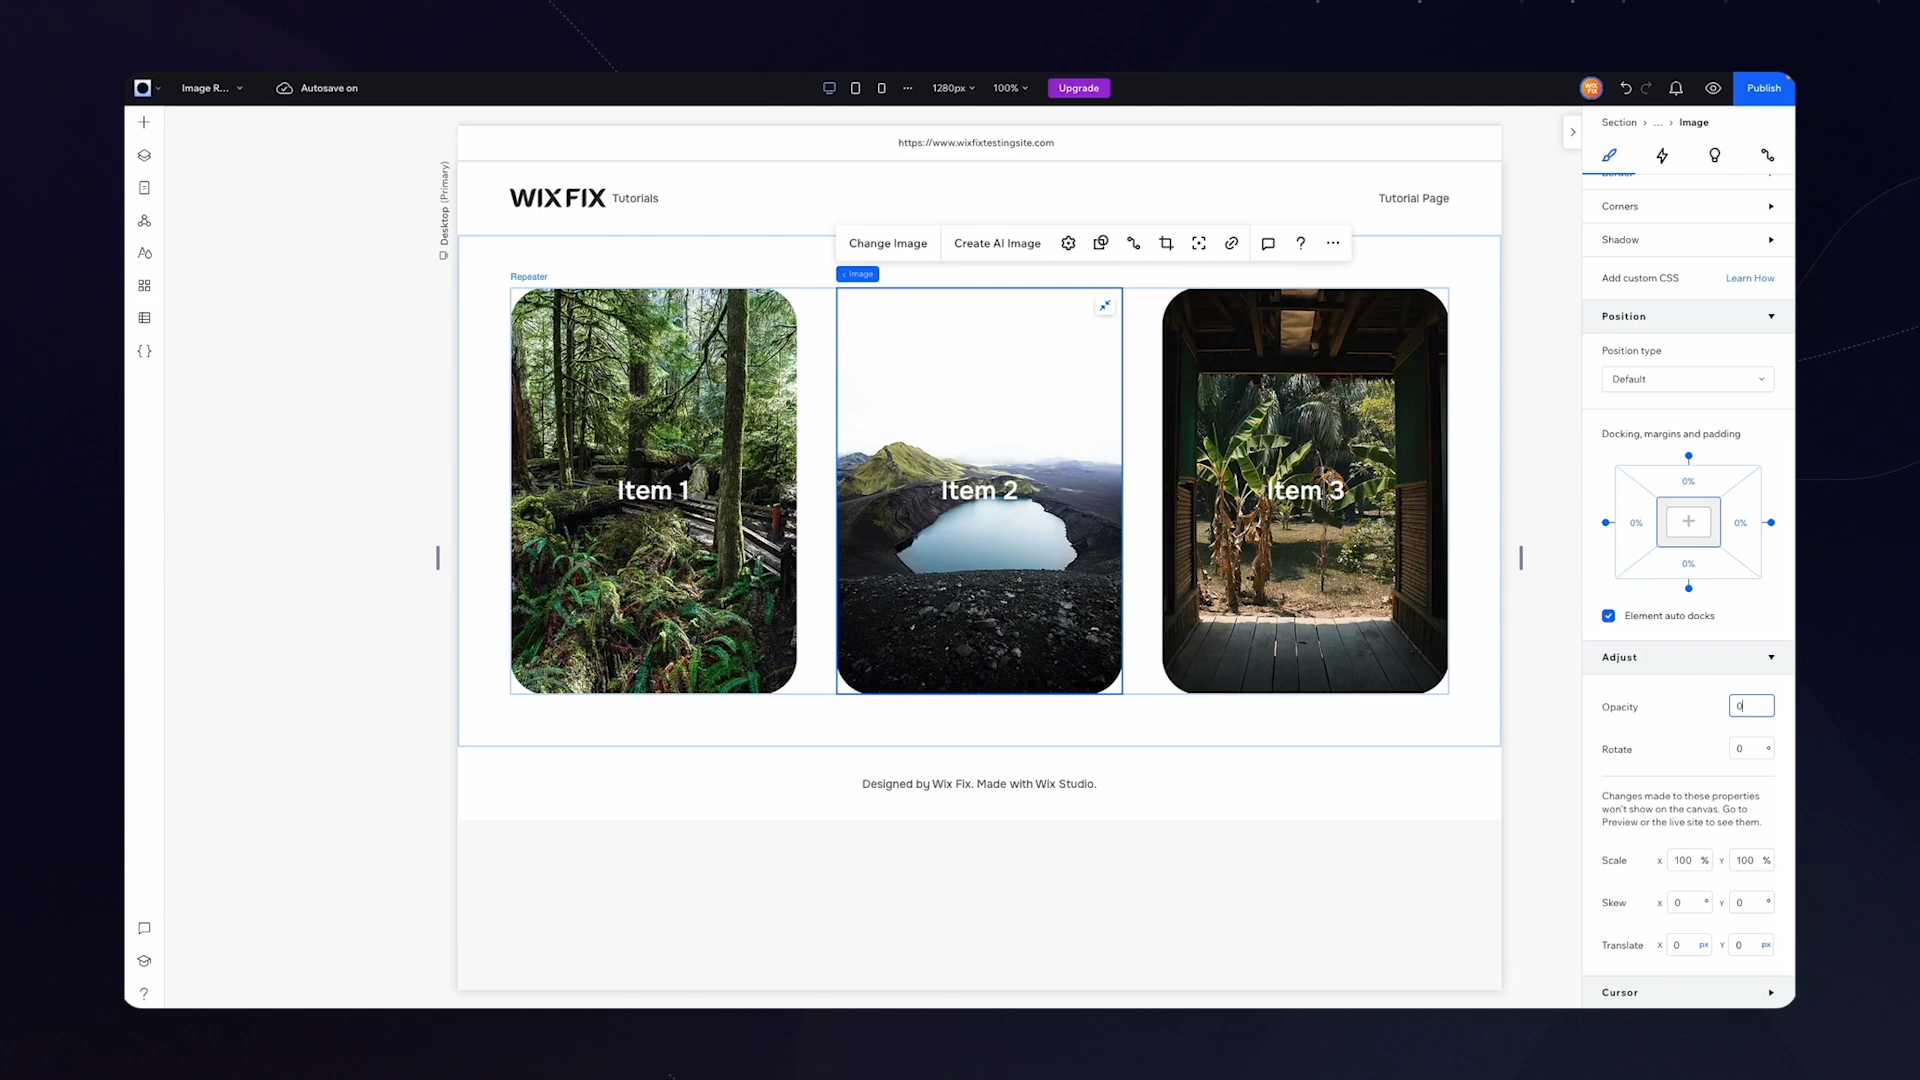 Image R...
Autosave on
1280px
100%
Upgrade
WIX
FIX
Publish
Section > ... > Image
https://www.wixfixtestingsite.com
Desktop (Primary)
WIX FIX Tutorials
Tutorial Page
Change Image
Create AI Image
?
Repeater
< Image
Item 1
Item 2
Item 3
Designed by Wix Fix. Made with Wix Studio.
?
Border
Corners
Shadow
Add custom CSS
Learn How
Position
Position type
Default
Docking, margins and padding
0%
0%
0%
0%
Element auto docks
Adjust
Opacity
0
Rotate
0 °
Changes made to these properties
won't show on the canvas. Go to
Preview or the live site to see them.
Scale X 100 % Y 100 %
Skew X 0 ° Y 0 °
Translate X 0 px Y 0 px
Cursor